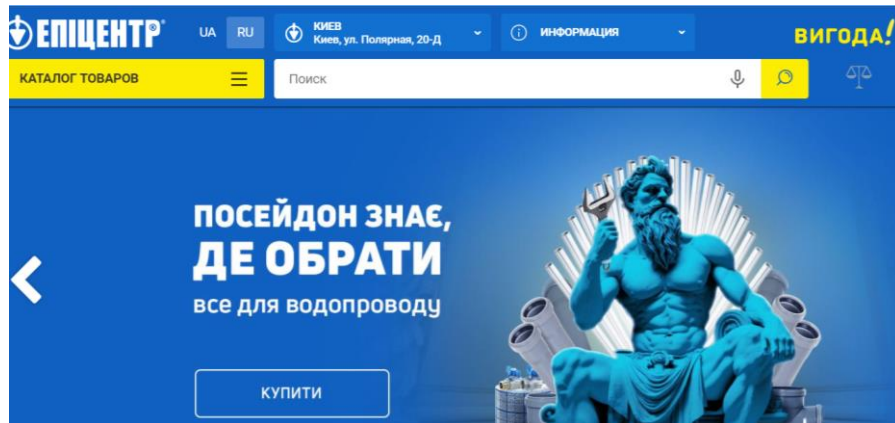 ЕПІЦЕНТР®
UA RU
КИЕВ
Киев, ул. Полярная, 20-Д
ИНФОРМАЦИЯ
ВИГОДА!
КАТАЛОГ ТОВАРОВ
Поиск
ПОСЕЙДОН ЗНАЄ,
ДЕ ОБРАТИ
все для водопроводу
КУПИТИ